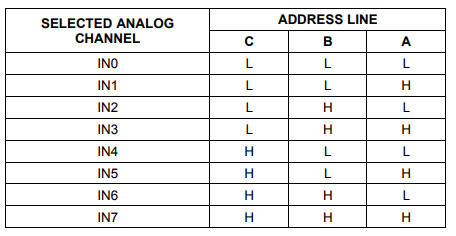 SELECTED ANALOG CHANNEL ADDRESS LINE
C B A
IN0 L L L
IN1 L L H
IN2 L H L
IN3 L H H
IN4 H L L
IN5 H L H
IN6 H H L
IN7 H H H